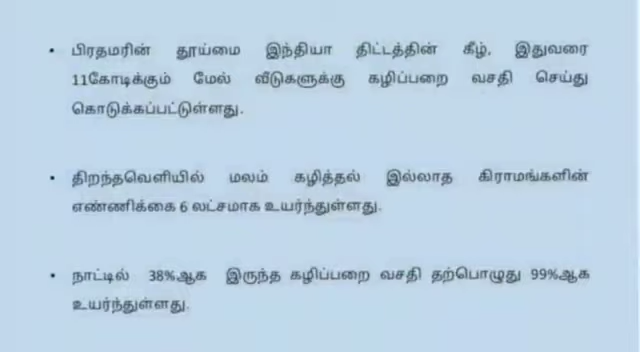 • பிரதமரின் தூய்மை இந்தியா திட்டத்தின் கீழ், இதுவரை
11கோடிக்கும் மேல் வீடுகளுக்கு கழிப்பறை வசதி செய்து
கொடுக்கப்பட்டுள்ளது.
• திறந்தவெளியில் மலம் கழித்தல் இல்லாத கிராமங்களின்
எண்ணிக்கை 6 லட்சமாக உயர்ந்துள்ளது.
• நாட்டில் 38%ஆக இருந்த கழிப்பறை வசதி தற்பொழுது 99%ஆக
உயர்ந்துள்ளது.